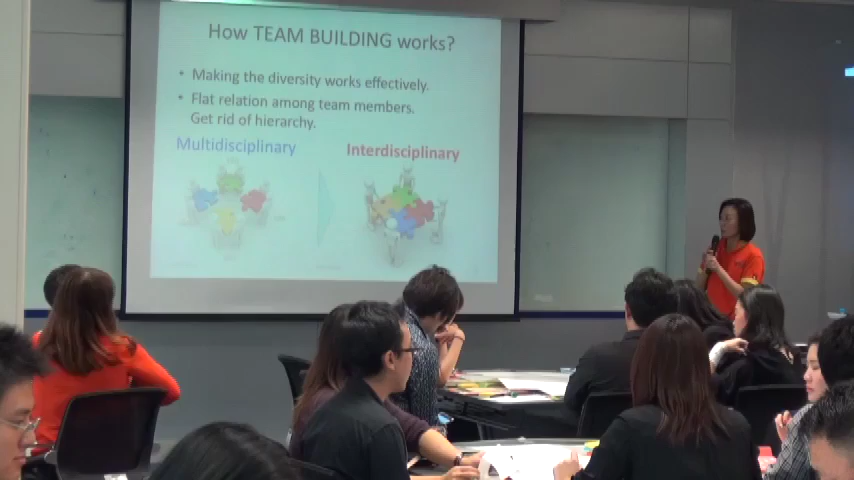 How TEAM BUILDING works?
• Making the diversity works effectively.
• Flat relation among team members.
Get rid of hierarchy.
Multidisciplinary
Interdisciplinary